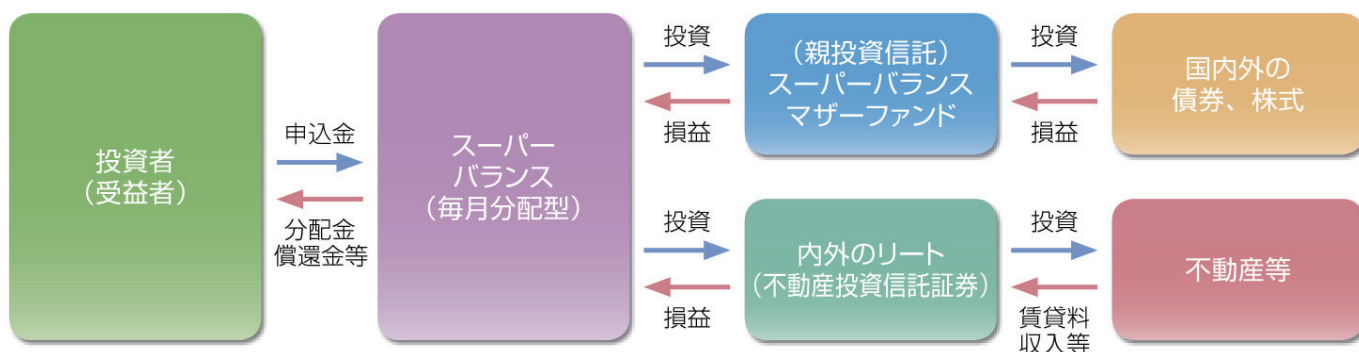 投資者
（受益者）
申込金
分配金
償還金等
スーパー
バランス
（毎月分配型）
投資
損益
（親投資信託）
スーパーバランス
マザーファンド
投資
損益
国内外の
債券、株式
投資
損益
内外のリート
（不動産投資信託証券）
投資
賃貸料
収入等
不動産等